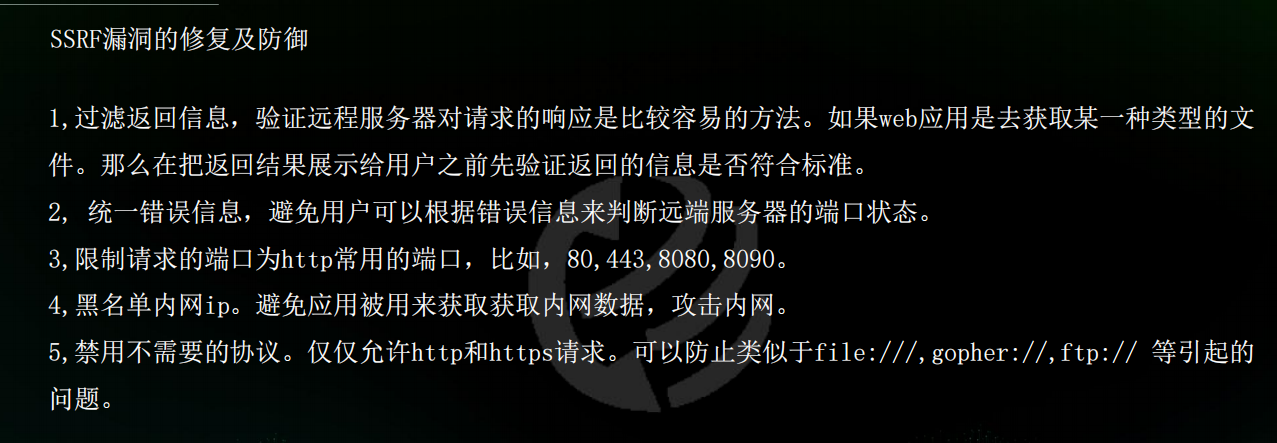 SSRF漏洞的修复及防御
1,过滤返回信息，验证远程服务器对请求的响应是比较容易的方法。如果web应用是去获取某一种类型的文
件。那么在把返回结果展示给用户之前先验证返回的信息是否符合标准。
2, 统一错误信息，避免用户可以根据错误信息来判断远端服务器的端口状态。
3,限制请求的端口为http常用的端口，比如，80,443,8080,8090。
4,黑名单内网ip。避免应用被用来获取获取内网数据，攻击内网。
5,禁用不需要的协议。仅仅允许http和https请求。可以防止类似于file:///,gopher://,ftp:// 等引起的
问题。